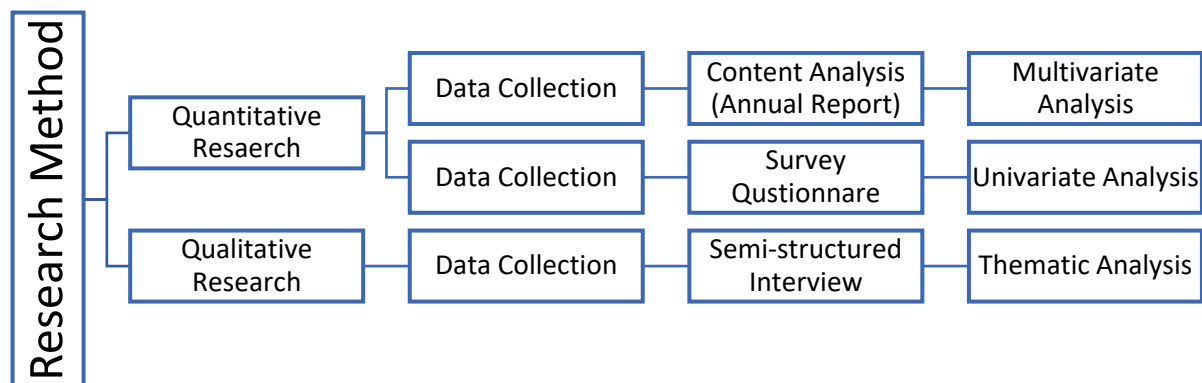 Research Method
Quantitative
Resaerch
Data Collection
Content Analysis
(Annual Report)
Multivariate
Analysis
Data Collection
Survey
Qustionnare
Univariate Analysis
Qualitative
Research
Data Collection
Semi-structured
Interview
Thematic Analysis